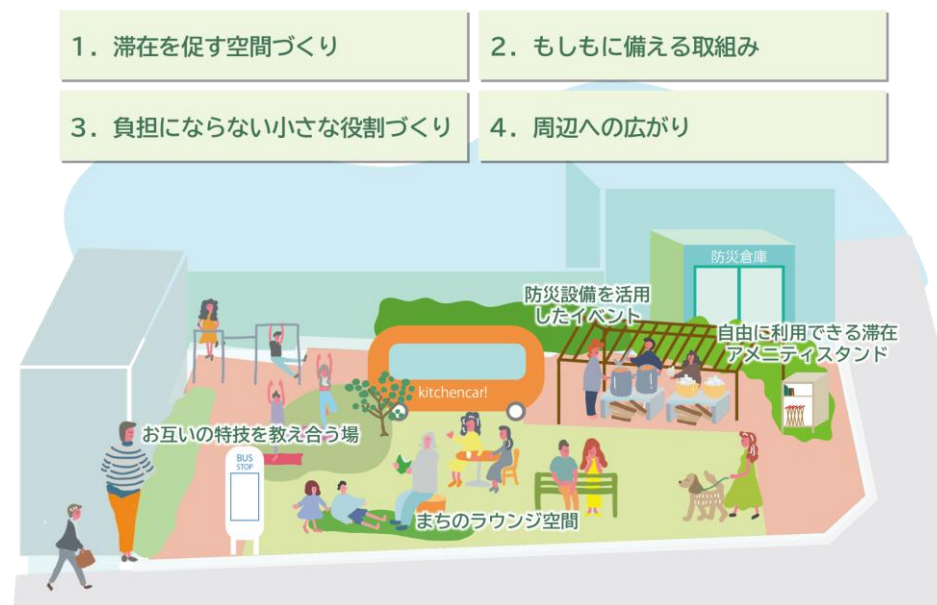 1. 滞在を促す空間づくり
2. もしもに備える取組み
3. 負担にならない小さな役割づくり
4. 周辺への広がり
防災倉庫
防災設備を活用
したイベント
自由に利用できる滞在
アメニティスタンド
kitchencar!
お互いの特技を教え合う場
BUS
STOP
まちのラウンジ空間